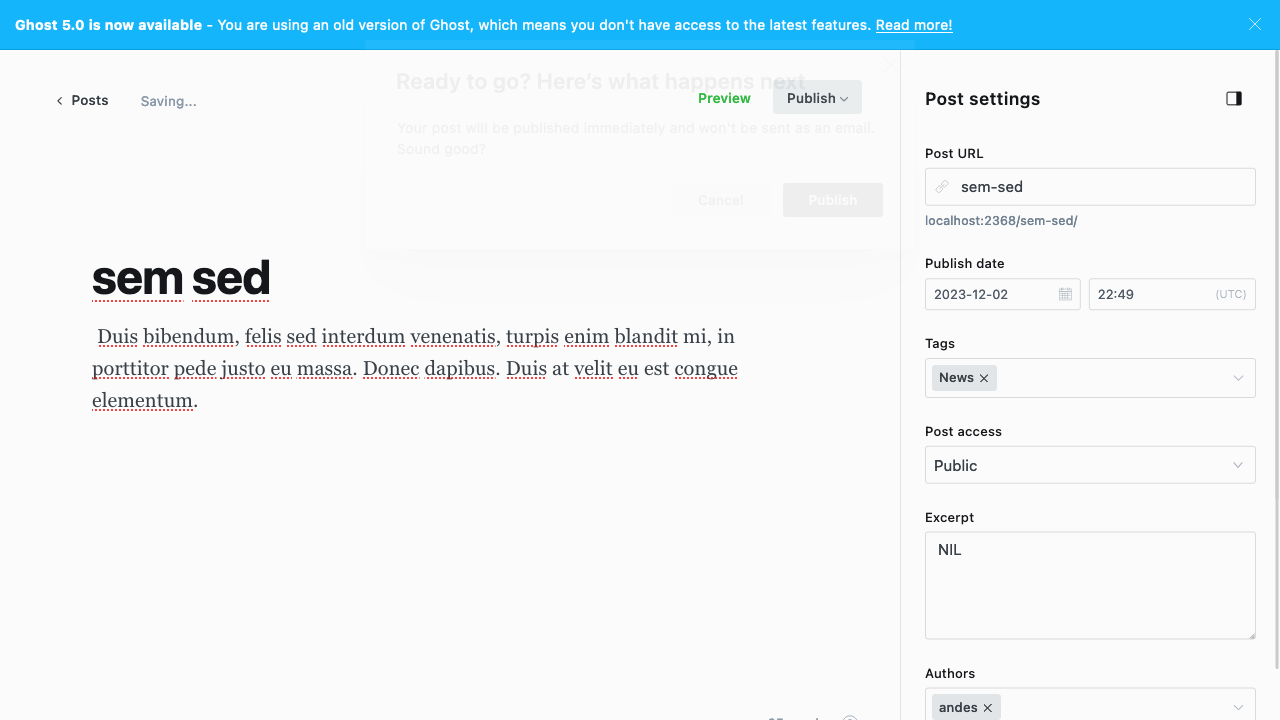 Ghost 5.0 is now available - You are using an old version of Ghost, which means you don't have access to the latest features. Read more!
Posts
Saving...
Ready to go? Here's what happens next
Preview
Publish
Your post will be published immediately and won't be sent as an email.
Sound good?
Cancel
Publish
sem sed
Duis bibendum, felis sed interdum venenatis, turpis enim blandit mi, in
porttitor pede justo eu massa. Donec dapibus. Duis at velit eu est congue
elementum.
Post settings
Post URL
sem-sed
localhost:2368/sem-sed/
Publish date
2023-12-02
22:49
(UTC)
Tags
News
Post access
Public
Excerpt
NIL
Authors
andes